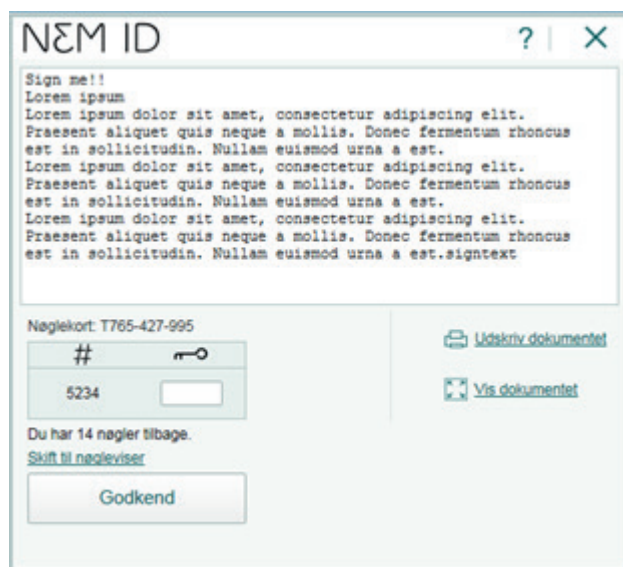 NEM ID ?
Sign me!!
Lorem ipsum
Lorem ipsum dolor sit amet, consectetur adipiscing elit.
Praesent aliquet quis neque a mollis. Donec fermentum rhoncus
est in sollicitudin. Nullam euismod urna a est.
Lorem ipsum dolor sit amet, consectetur adipiscing elit.
Praesent aliquet quis neque a mollis. Donec fermentum rhoncus
est in sollicitudin. Nullam euismod urna a est.
Lorem ipsum dolor sit amet, consectetur adipiscing elit.
Praesent aliquet quis neque a mollis. Donec fermentum rhoncus
est in sollicitudin. Nullam euismod urna a est.signtext
Nøglekort: T765-427-995
#
5234
Du har 14 nøgler tilbage.
Skift til nøgleviser
Godkend
Udskriv dokumentet
Vis dokumentet